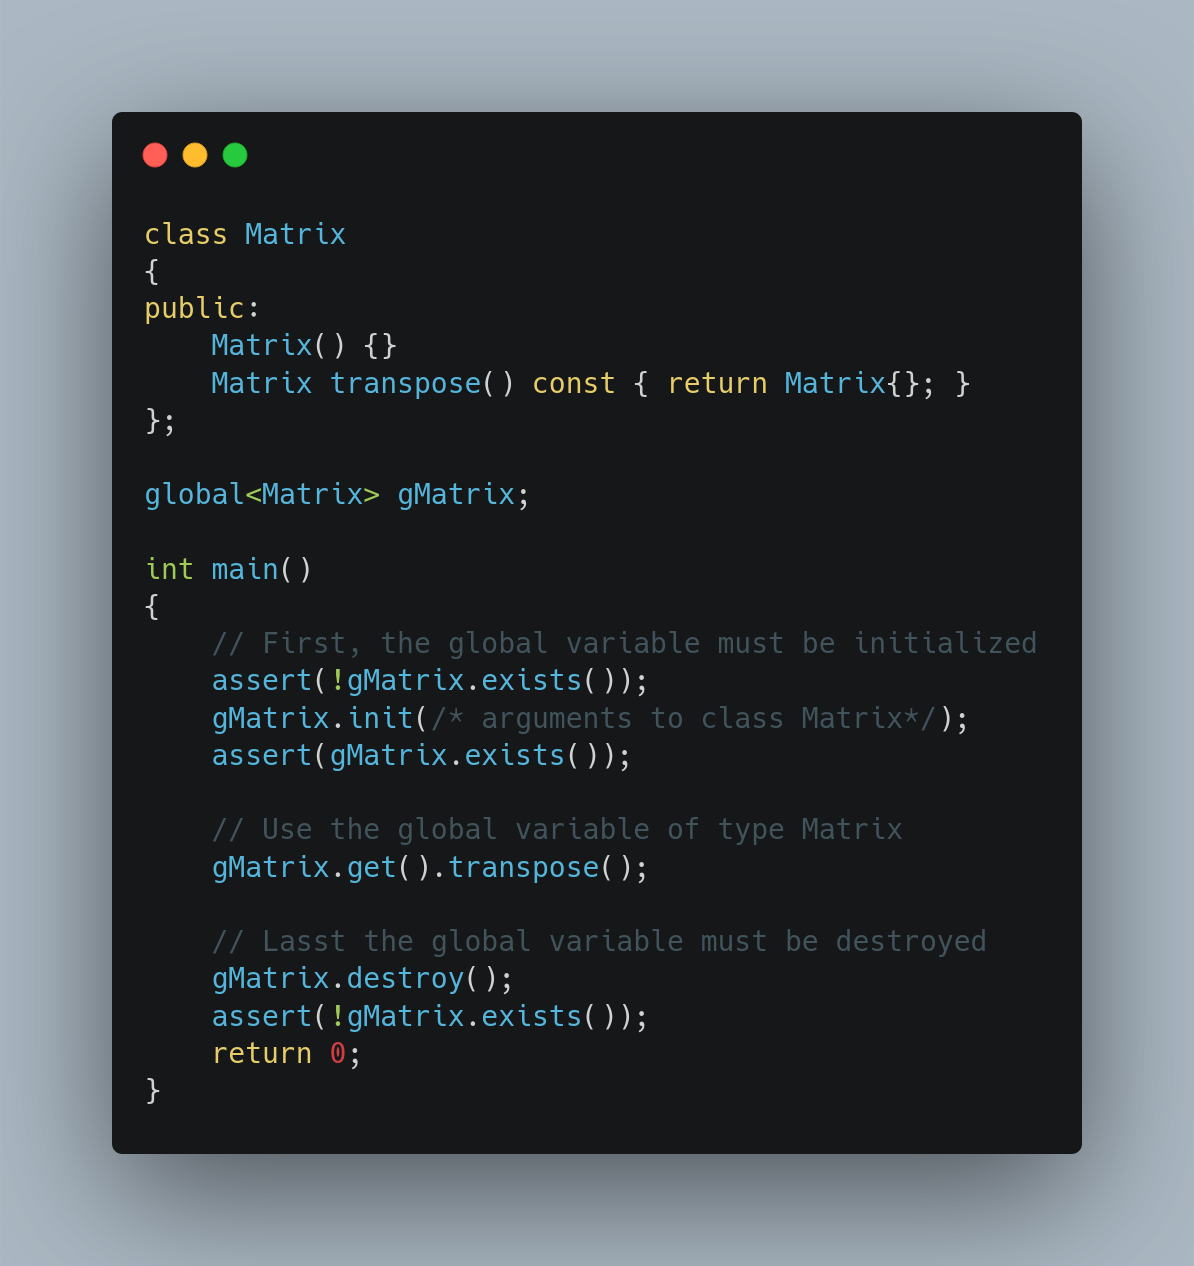 class Matrix
{
public:
    Matrix() {}
    Matrix transpose() const { return Matrix{}; }
};

global<Matrix> gMatrix;

int main()
{
    // First, the global variable must be initialized
    assert(!gMatrix.exists());
    gMatrix.init(/* arguments to class Matrix*/);
    assert(gMatrix.exists());

    // Use the global variable of type Matrix
    gMatrix.get().transpose();

    // Lasst the global variable must be destroyed
    gMatrix.destroy();
    assert(!gMatrix.exists());
    return 0;
}